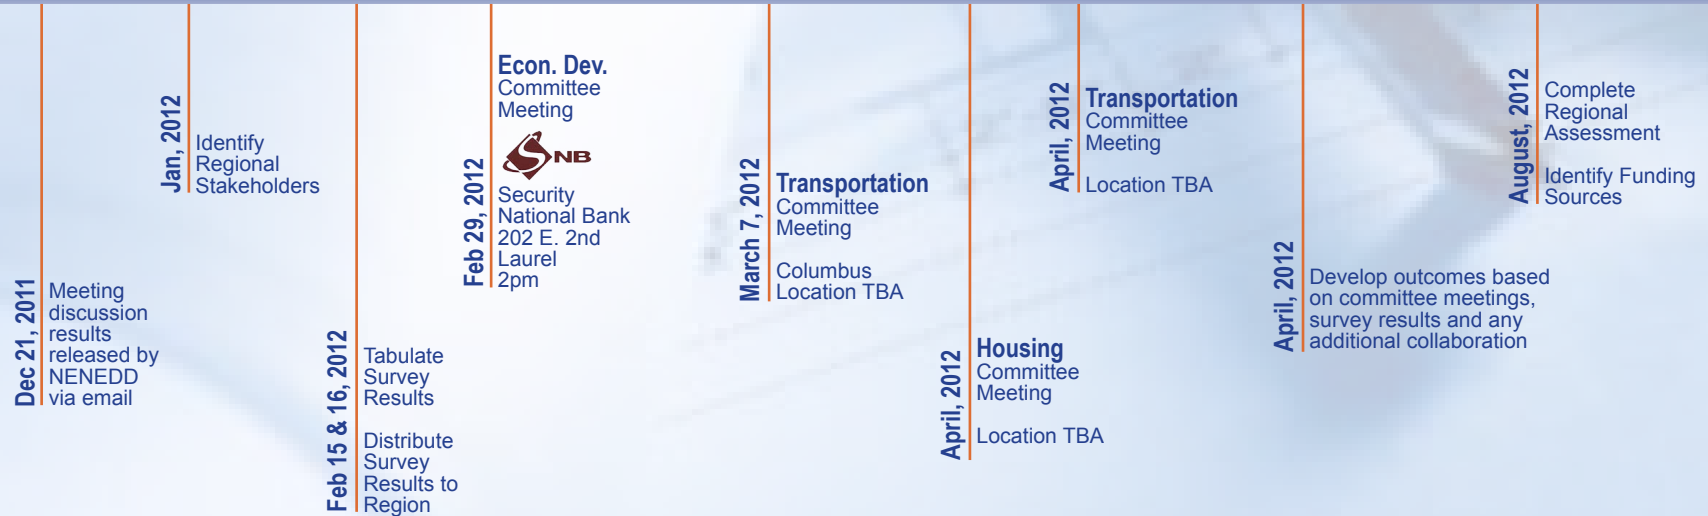 Dec 21, 2011
Meeting
discussion
results
released by
NENEDD
via email
Jan, 2012
Identify
Regional
Stakeholders
Feb 15 & 16, 2012
Tabulate
Survey
Results
Distribute
Survey
Results to
Region
Feb 29, 2012
Econ. Dev.
Committee
Meeting
SNB
Security
National Bank
202 E. 2nd
Laurel
2pm
March 7, 2012
Transportation
Committee
Meeting
Columbus
Location TBA
April, 2012
Housing
Committee
Meeting
Location TBA
April, 2012
Transportation
Committee
Meeting
Location TBA
April, 2012
Develop outcomes based
on committee meetings,
survey results and any
additional collaboration
August, 2012
Complete
Regional
Assessment
Identify Funding
Sources